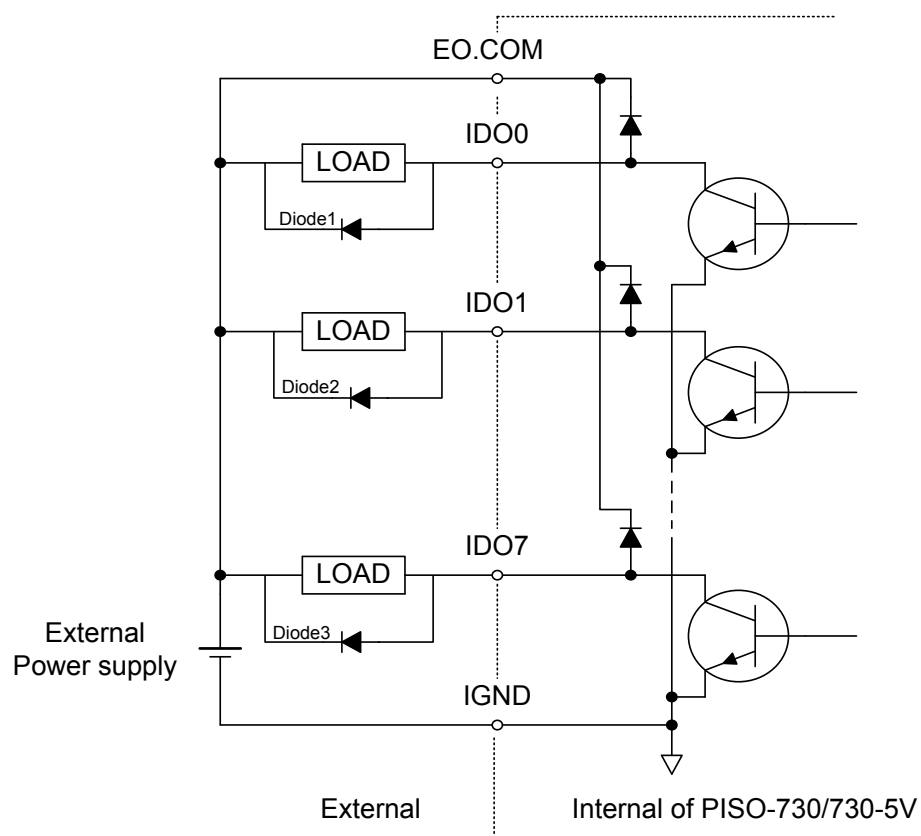 EO.COM
IDO0
LOAD
Diode1
IDO1
LOAD
Diode2
IDO7
LOAD
Diode3
External
Power supply
IGND
External
Internal of PISO-730/730-5V